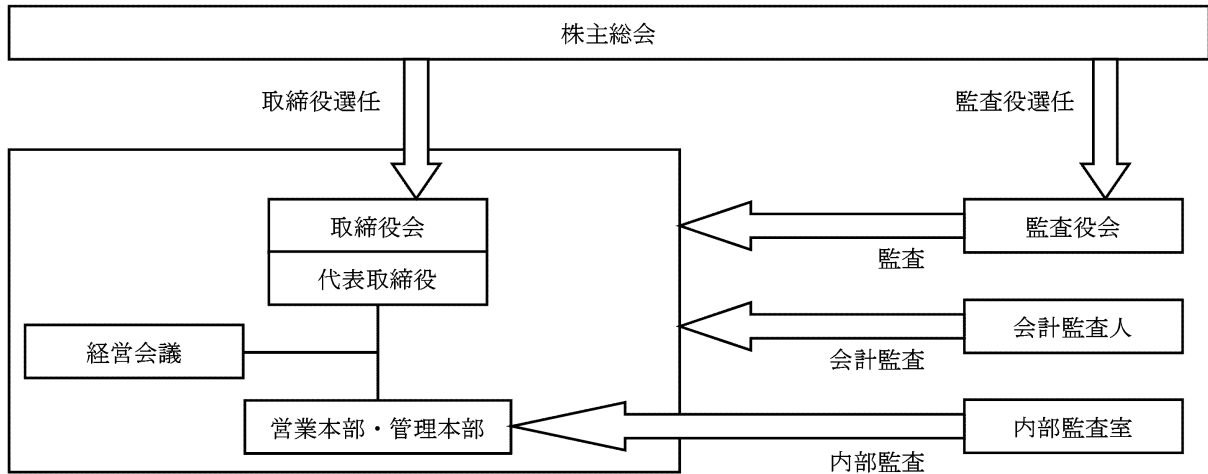 株主総会
取締役選任
監査役選任
取締役会
監査役会
監査
代表取締役
会計監査人
経営会議
会計監査
営業本部・管理本部
内部監査室
内部監査